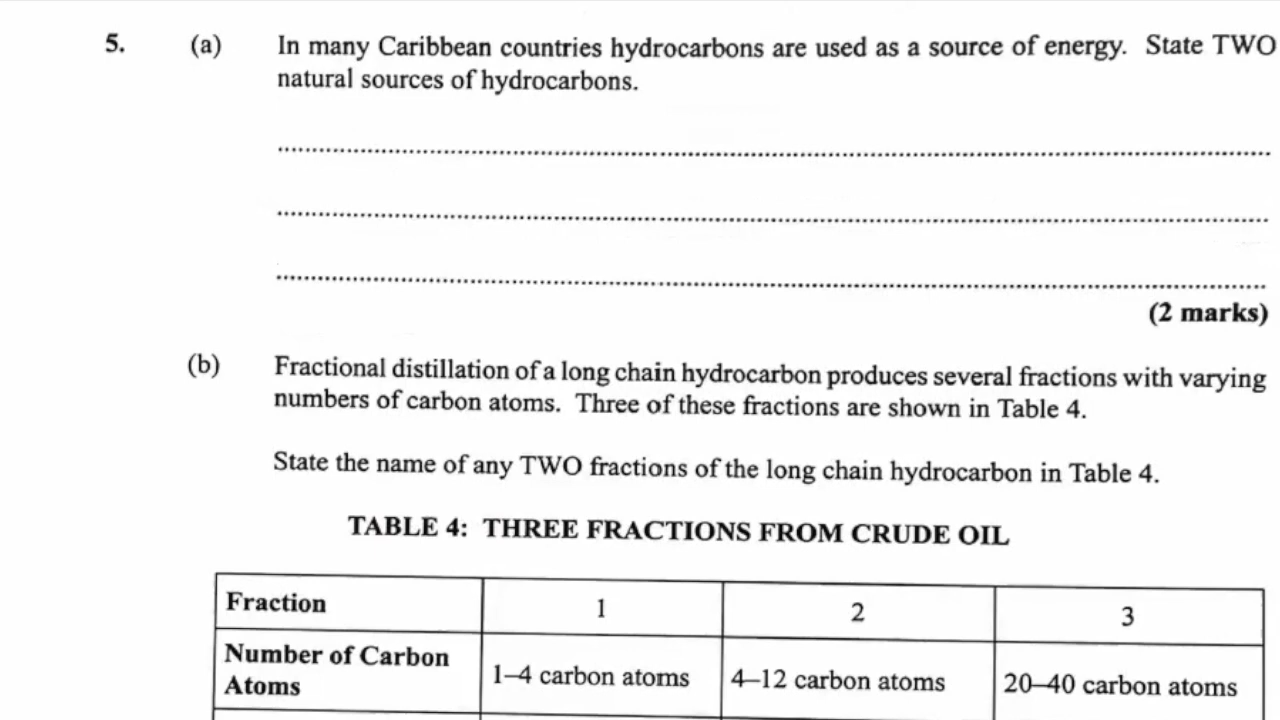 5. (a) In many Caribbean countries hydrocarbons are used as a source of energy. State TWO
natural sources of hydrocarbons.
(2 marks)
(b) Fractional distillation of a long chain hydrocarbon produces several fractions with varying
numbers of carbon atoms. Three of these fractions are shown in Table 4.
State the name of any TWO fractions of the long chain hydrocarbon in Table 4.
TABLE 4: THREE FRACTIONS FROM CRUDE OIL
Fraction 1 2 3
Number of Carbon
Atoms 1–4 carbon atoms 4–12 carbon atoms 20–40 carbon atoms